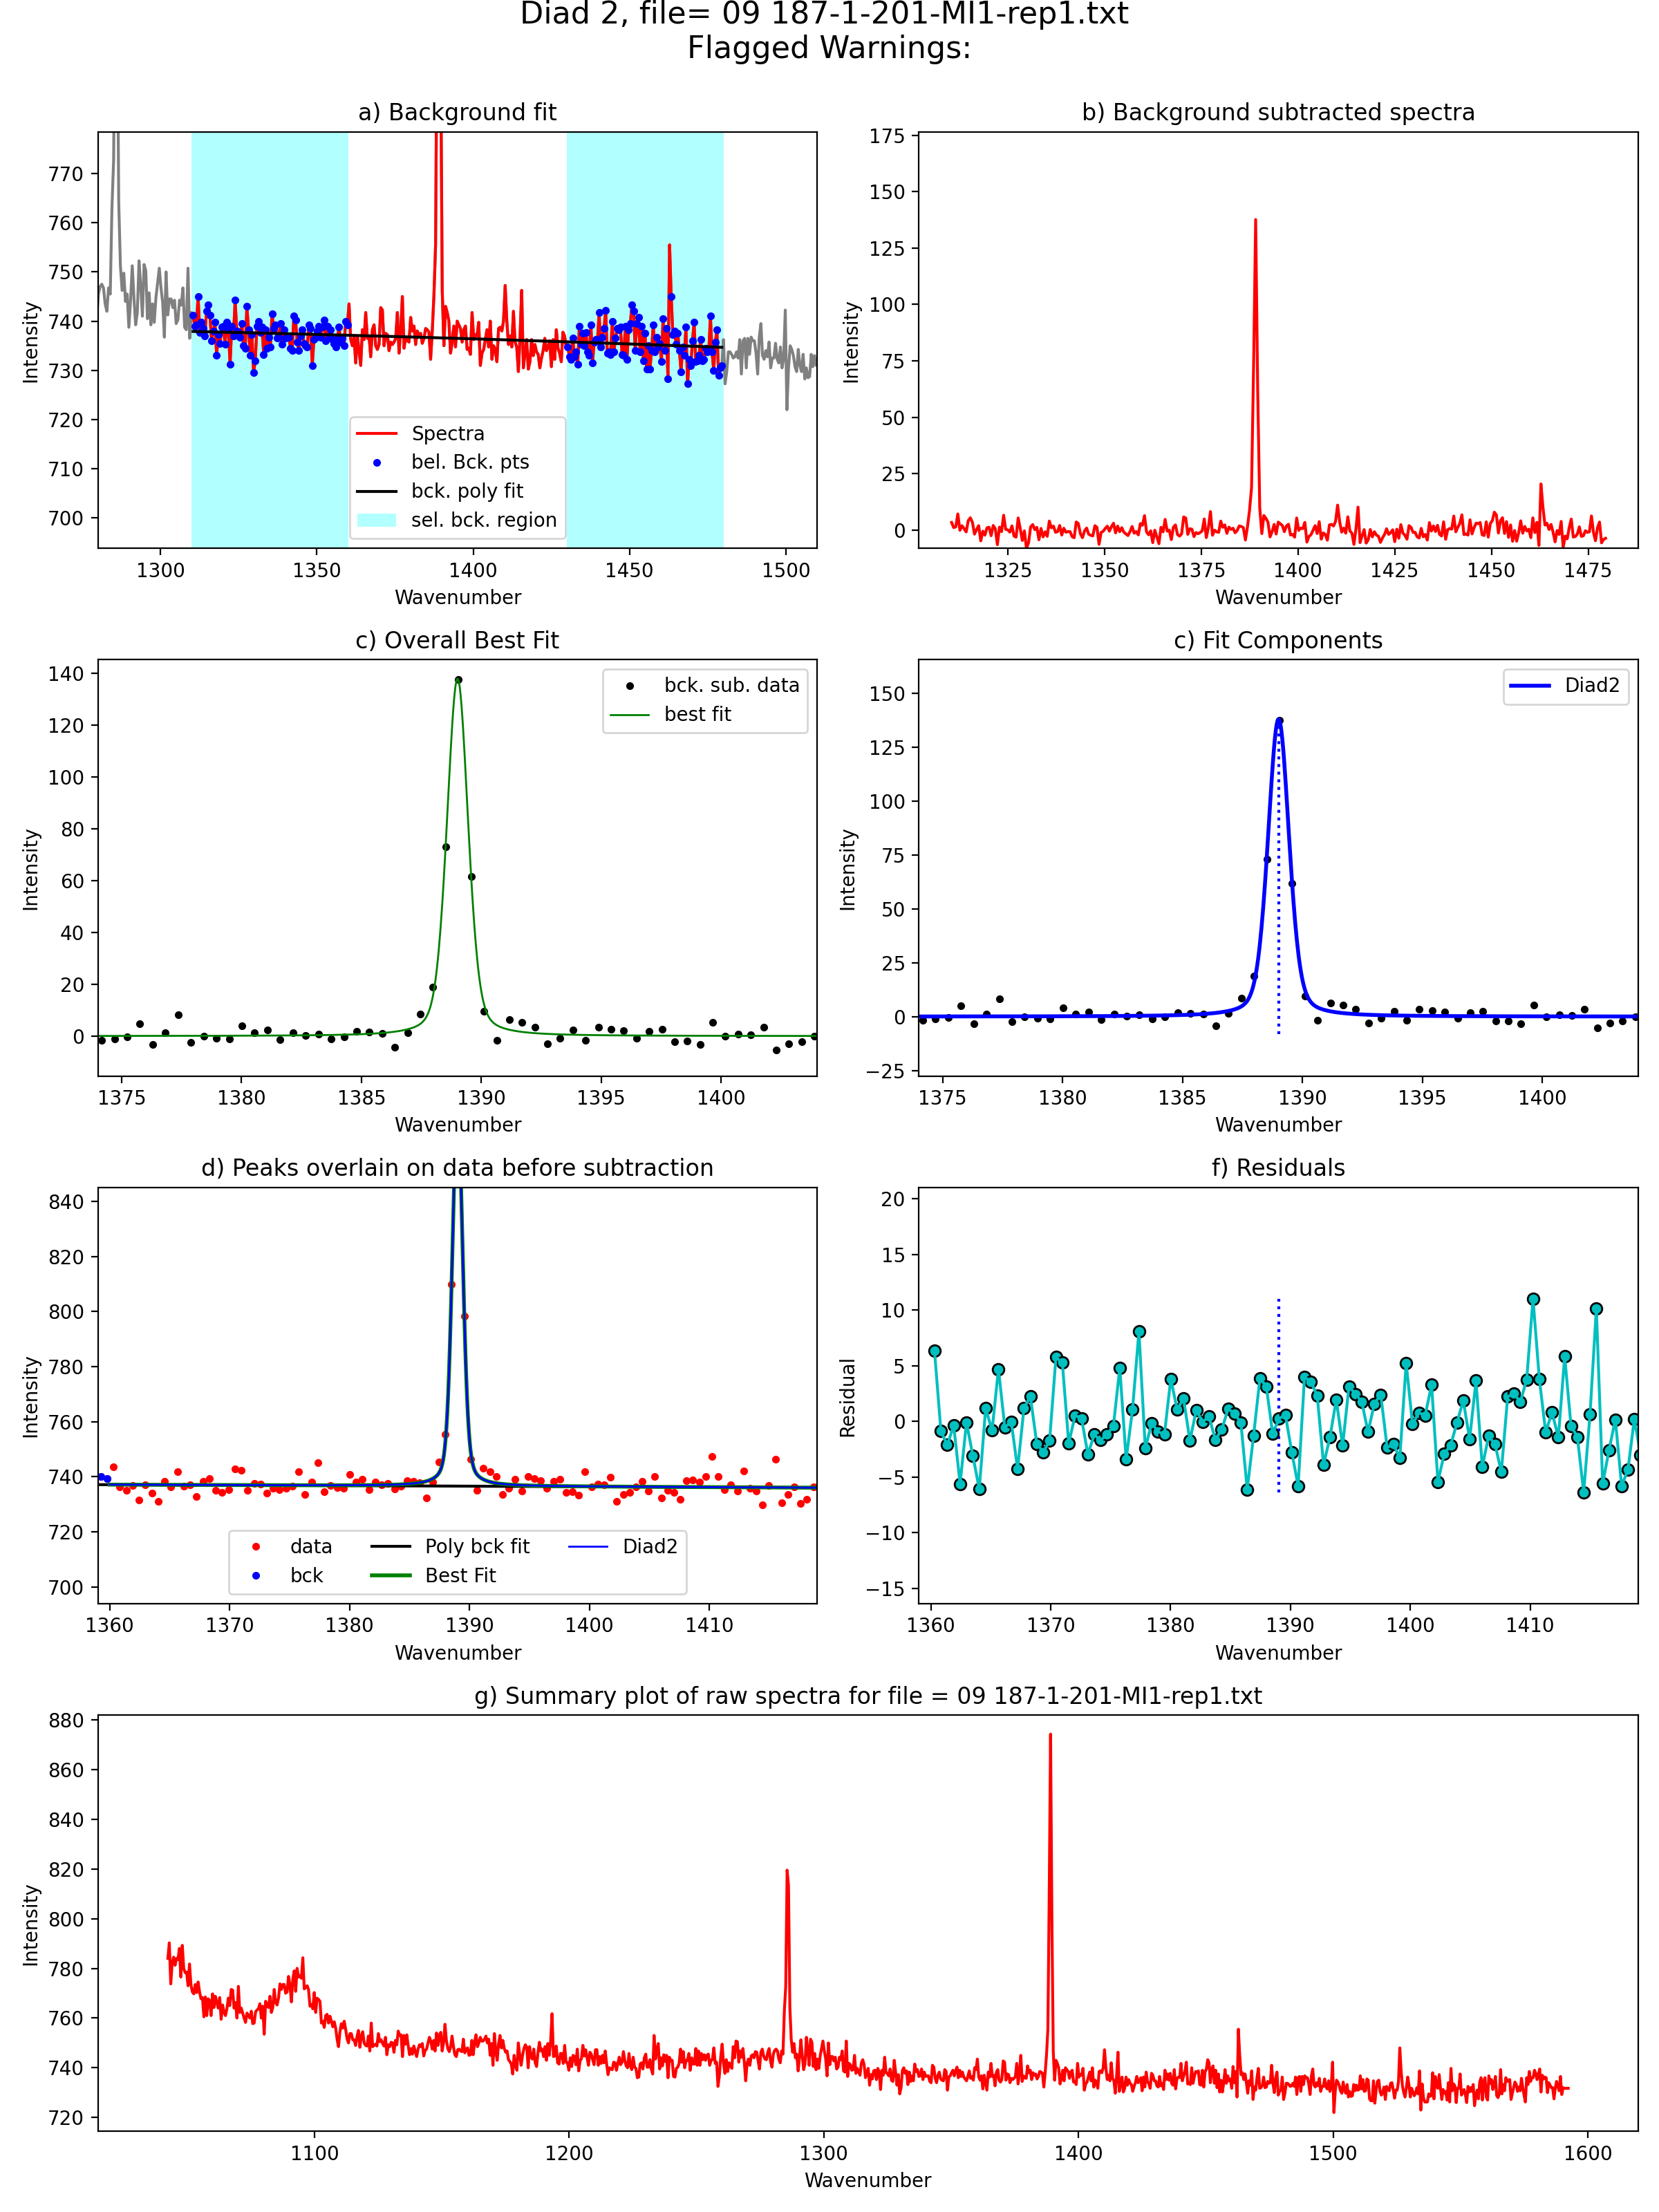 Diad 2, file= 09 187-1-201-MI1-rep1.txt
Flagged Warnings:
a) Background fit
Intensity
770
760
750
740
730
720
710
700
Spectra
bel. Bck. pts
bck. poly fit
sel. bck. region
1300 1350 1400 1450 1500
Wavenumber
b) Background subtracted spectra
Intensity
175
150
125
100
75
50
25
0
1325 1350 1375 1400 1425 1450 1475
Wavenumber
c) Overall Best Fit
Intensity
140
120
100
80
60
40
20
0
bck. sub. data
best fit
1375 1380 1385 1390 1395 1400
Wavenumber
c) Fit Components
Intensity
150
125
100
75
50
25
0
−25
Diad2
1375 1380 1385 1390 1395 1400
Wavenumber
d) Peaks overlain on data before subtraction
Intensity
840
820
800
780
760
740
720
700
data Poly bck fit Diad2
bck Best Fit
1360 1370 1380 1390 1400 1410
Wavenumber
f) Residuals
Residual
20
15
10
5
0
−5
−10
−15
1360 1370 1380 1390 1400 1410
Wavenumber
g) Summary plot of raw spectra for file = 09 187-1-201-MI1-rep1.txt
Intensity
880
860
840
820
800
780
760
740
720
1100 1200 1300 1400 1500 1600
Wavenumber